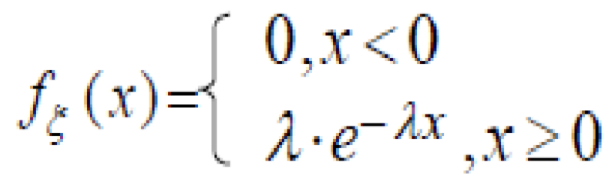 f_ξ(x)={ 0, x < 0
λ·e^{−λx}, x ≥ 0